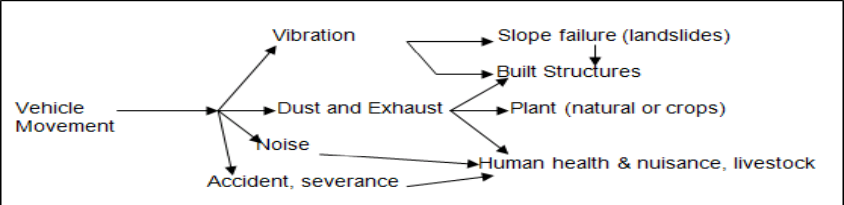 Vibration
Slope failure (landslides)
Built Structures
Vehicle
Movement
Dust and Exhaust
Plant (natural or crops)
Noise
Human health & nuisance, livestock
Accident, severance